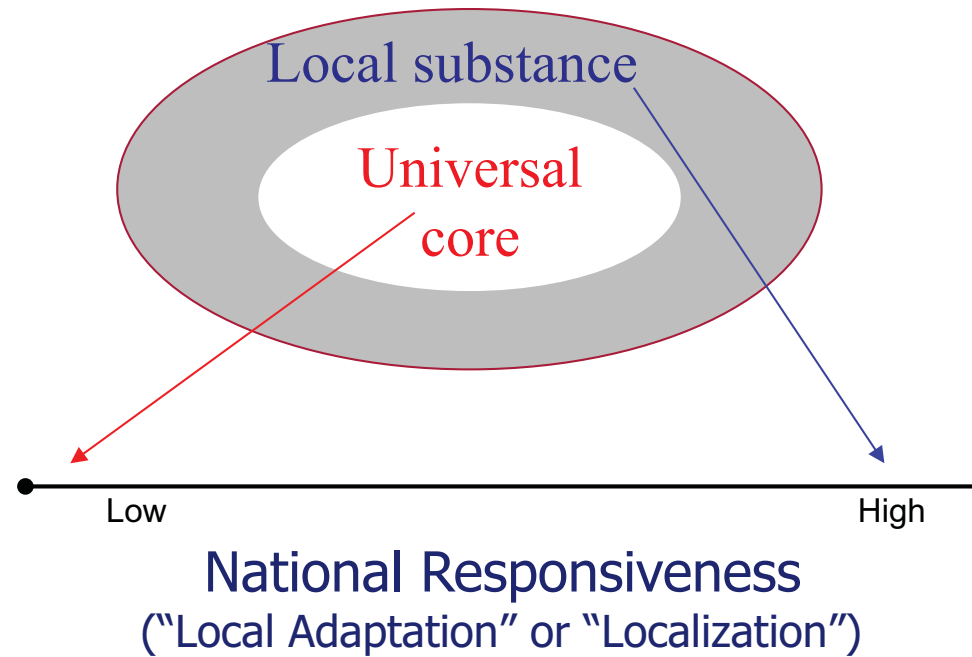 Local substance
Universal
core
Low
High
National Responsiveness
(“Local Adaptation” or “Localization”)